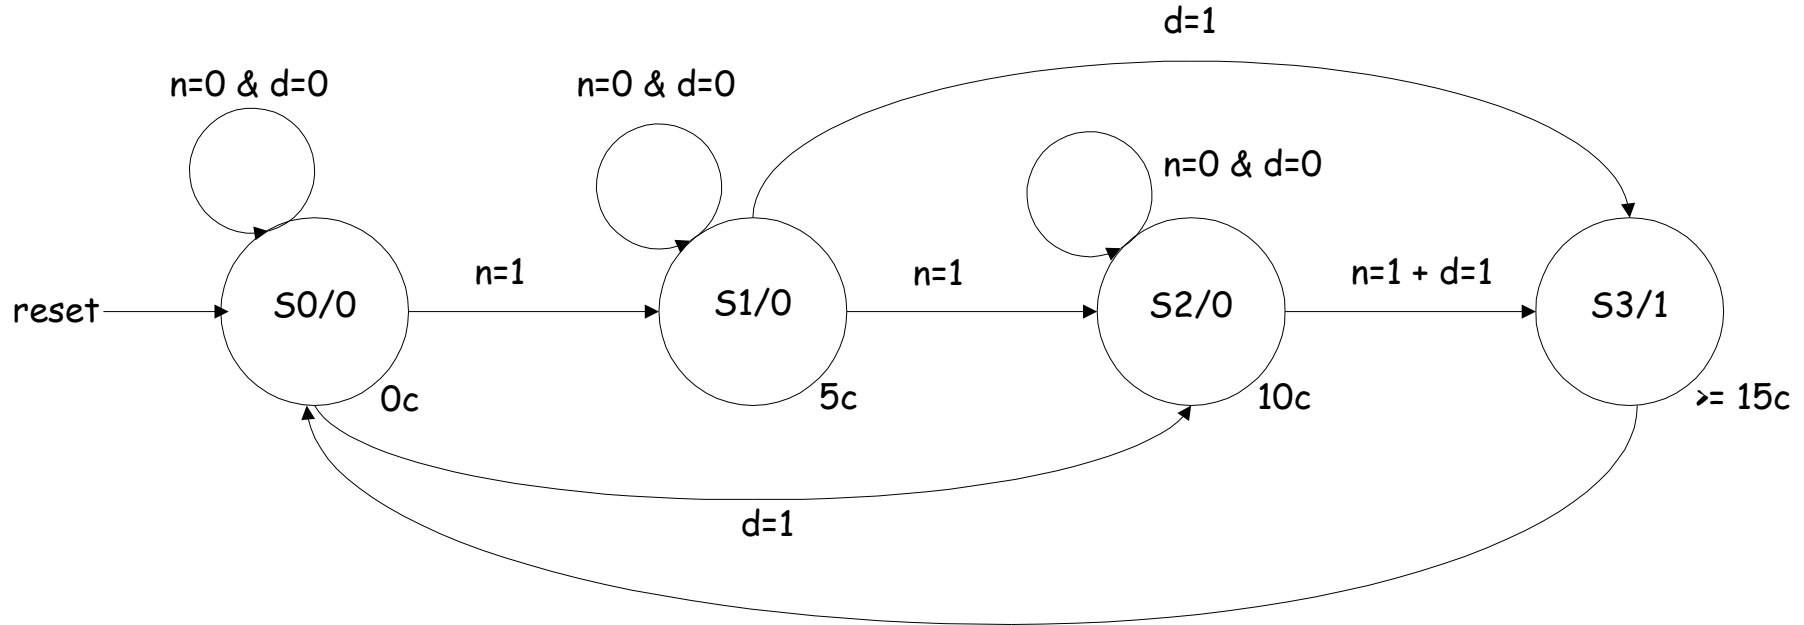 d=1
n=0 & d=0
n=0 & d=0
n=0 & d=0
reset
S0/0
n=1
S1/0
n=1
S2/0
n=1 + d=1
S3/1
0c
5c
10c
>= 15c
d=1